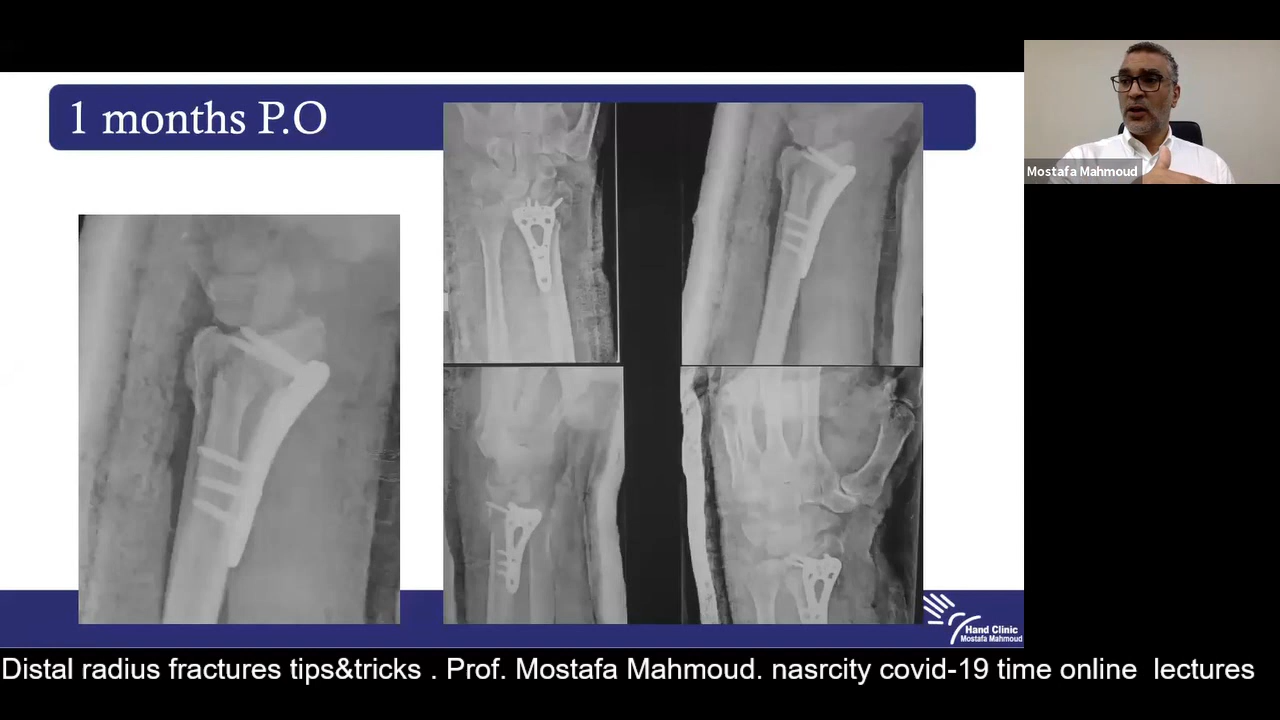 1 months P.O
Mostafa Mahmoud
Hand Clinic
Mostafa Mahmoud
Distal radius fractures tips&tricks . Prof. Mostafa Mahmoud. nasrcity covid-19 time online  lectures